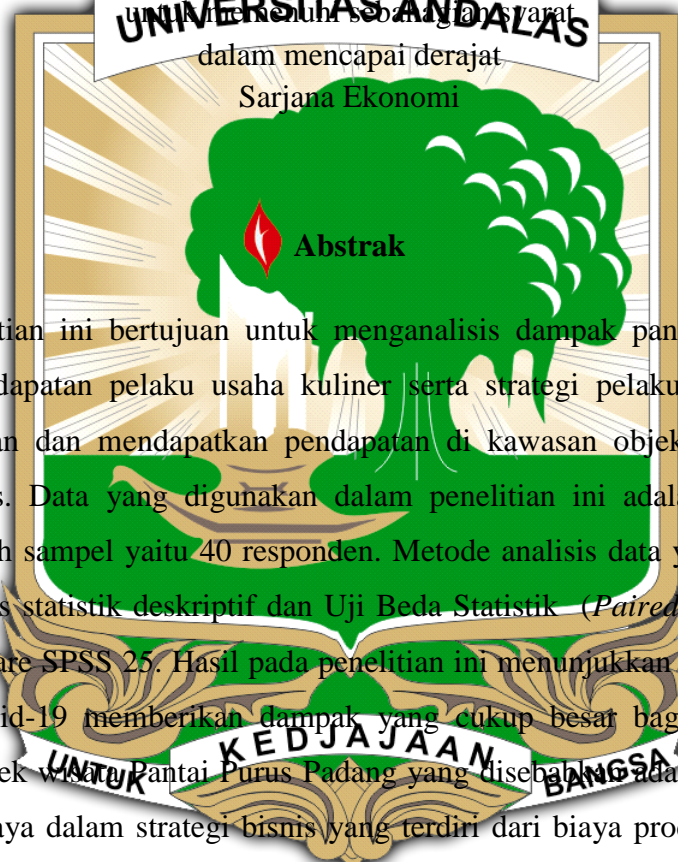 UNIVERSITAS ANDALAS
untuk memenuhi sebahagian syarat
dalam mencapai derajat
Sarjana Ekonomi
Abstrak
tian ini bertujuan untuk menganalisis dampak pan
dapatan pelaku usaha kuliner serta strategi pelaku
an dan mendapatkan pendapatan di kawasan objek
s. Data yang digunakan dalam penelitian ini adala
h sampel yaitu 40 responden. Metode analisis data y
s statistik deskriptif dan Uji Beda Statistik (Paired
are SPSS 25. Hasil pada penelitian ini menunjukkan
id-19 memberikan dampak yang cukup besar bag
ek wisata Pantai Purus Padang yang disebabkan ada
aya dalam strategi bisnis yang terdiri dari biaya pro
UNTUK KEDJAJAAN BANGSA